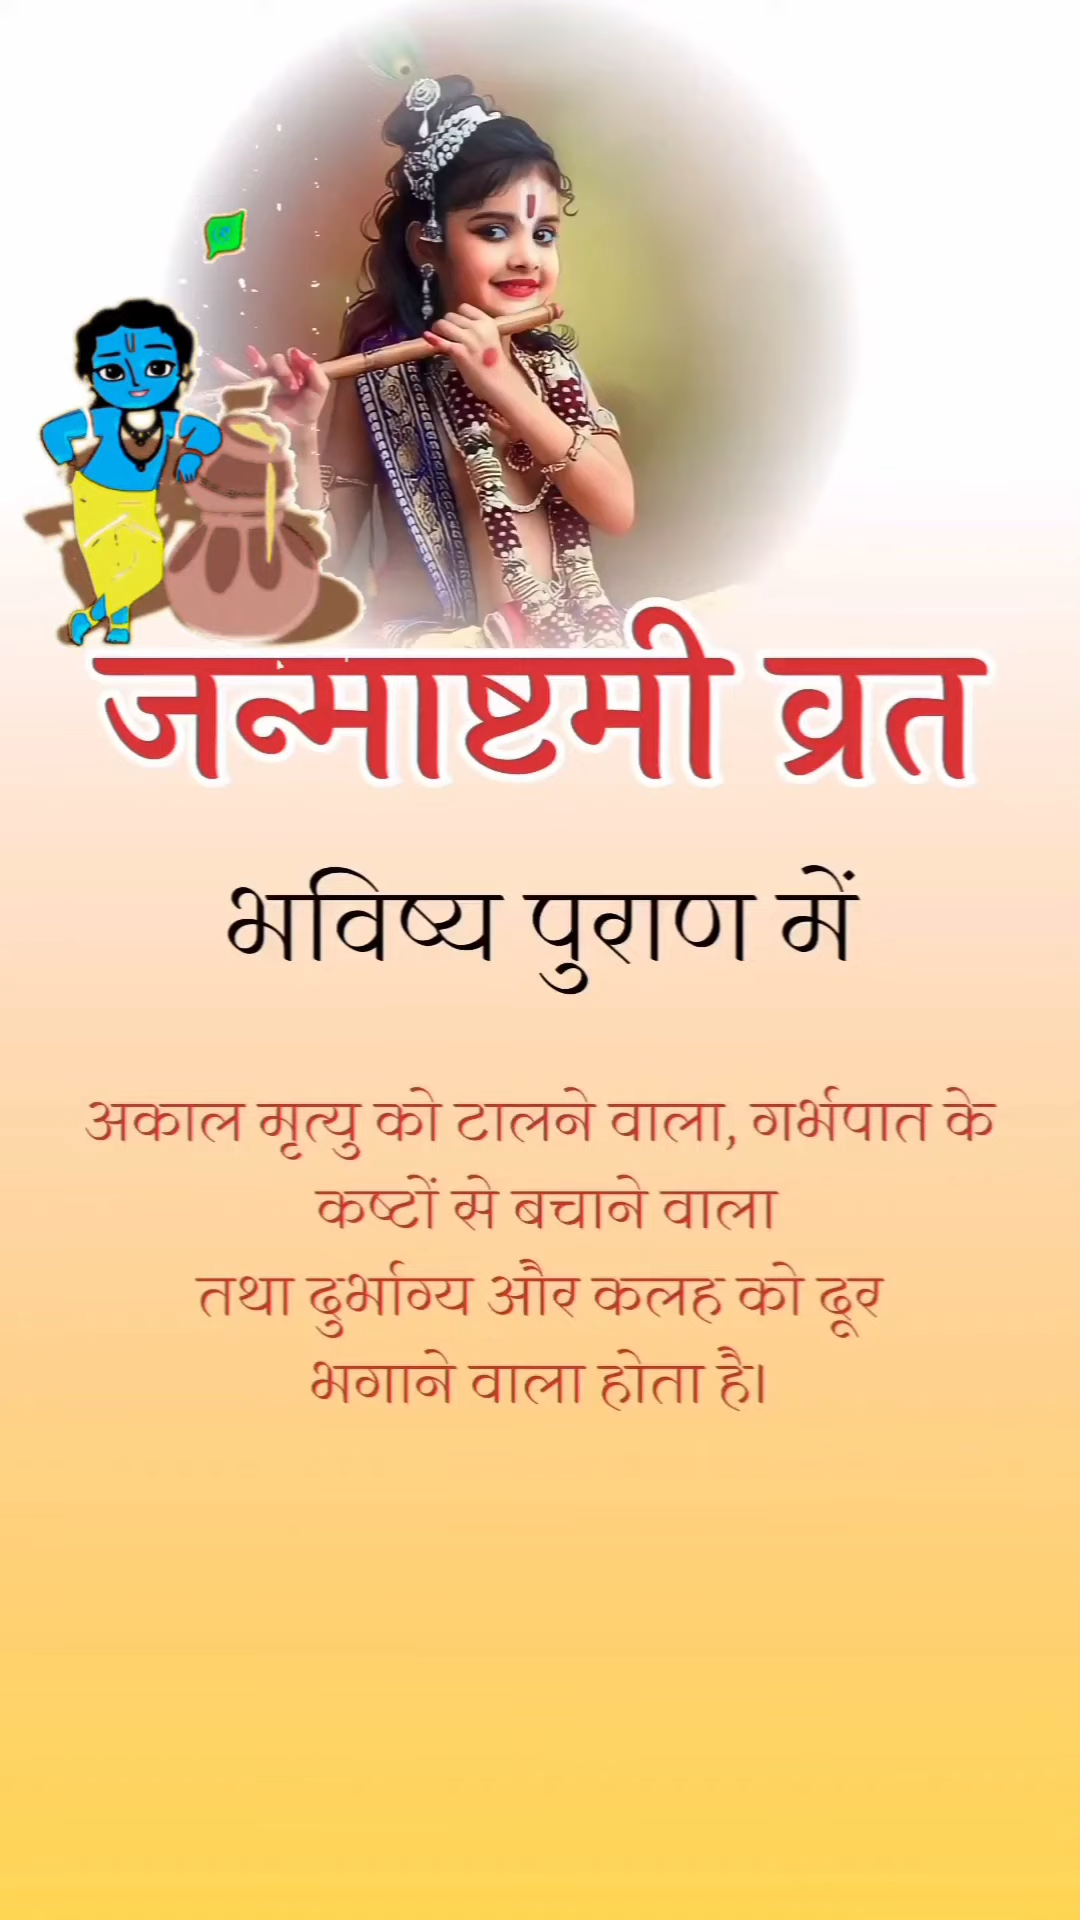 जन्माष्टमी व्रत
भविष्य पुराण में
अकाल मृत्यु को टालने वाला, गर्भपात के
कष्टों से बचाने वाला
तथा दुर्भाग्य और कलह को दूर
भगाने वाला होता है।